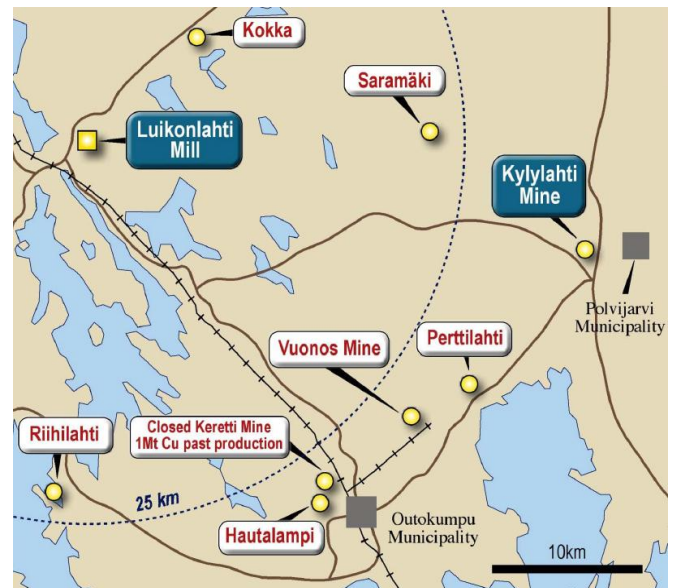 Kokka
Saramäki
Luikonlahti
Mill
Kylylahti
Mine
Polvijarvi
Municipality
Vuonos Mine
Perttilahti
Closed Keretti Mine
1Mt Cu past production
Riihilahti
25 km
Hautalampi
Outokumpu
Municipality
10km